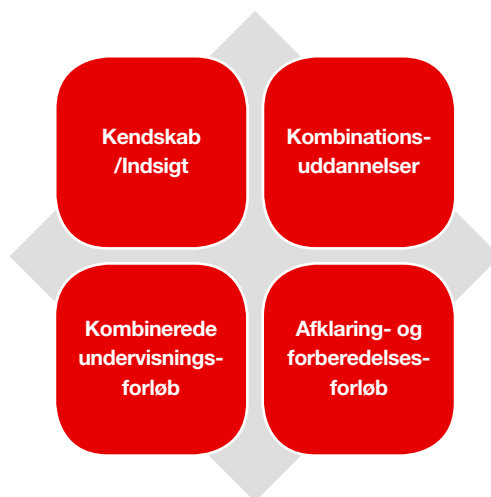 Kendskab
/Indsigt
Kombinations-
uddannelser
Kombinerede
undervisnings-
forløb
Afklaring- og
forberedelses-
forløb